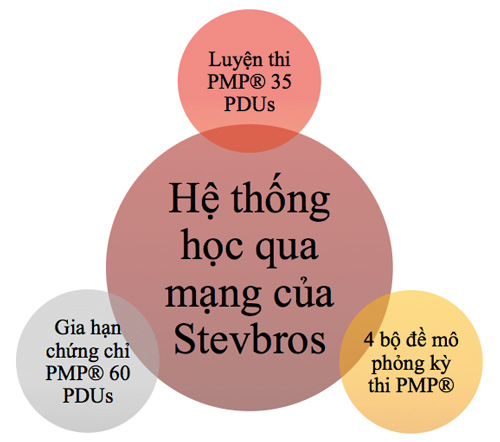 Luyện thi
PMP® 35
PDUs
Hệ thống
học qua
mạng của
Stevbros
Gia hạn
chứng chỉ
PMP® 60
PDUs
4 bộ đề mô
phỏng kỳ
thi PMP®